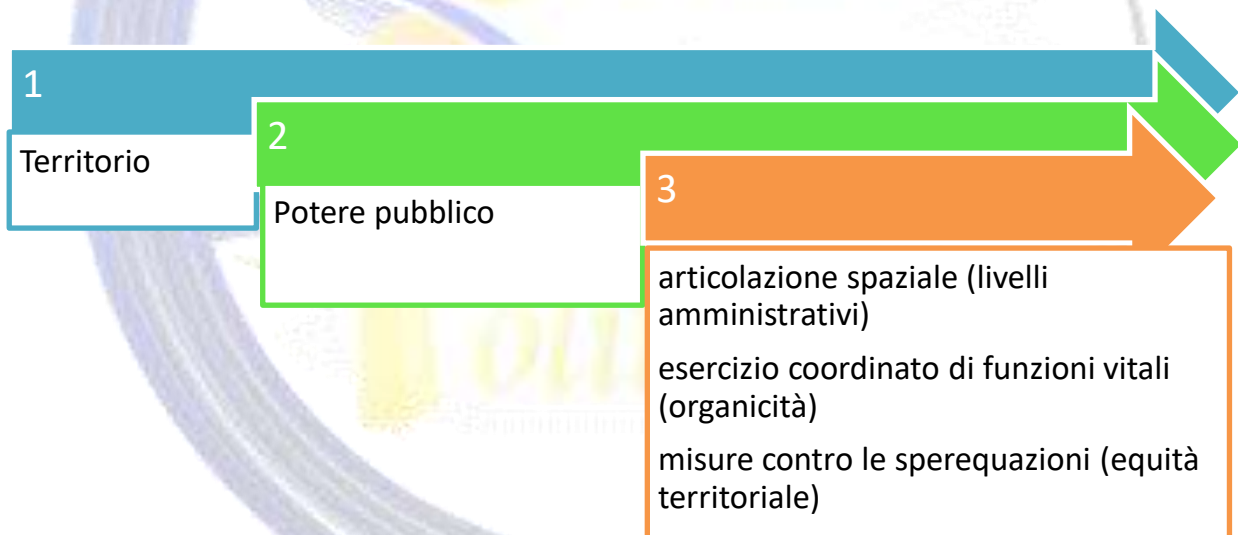 1
Territorio
2
Potere pubblico
3
articolazione spaziale (livelli
amministrativi)
esercizio coordinato di funzioni vitali
(organicità)
misure contro le sperequazioni (equità
territoriale)